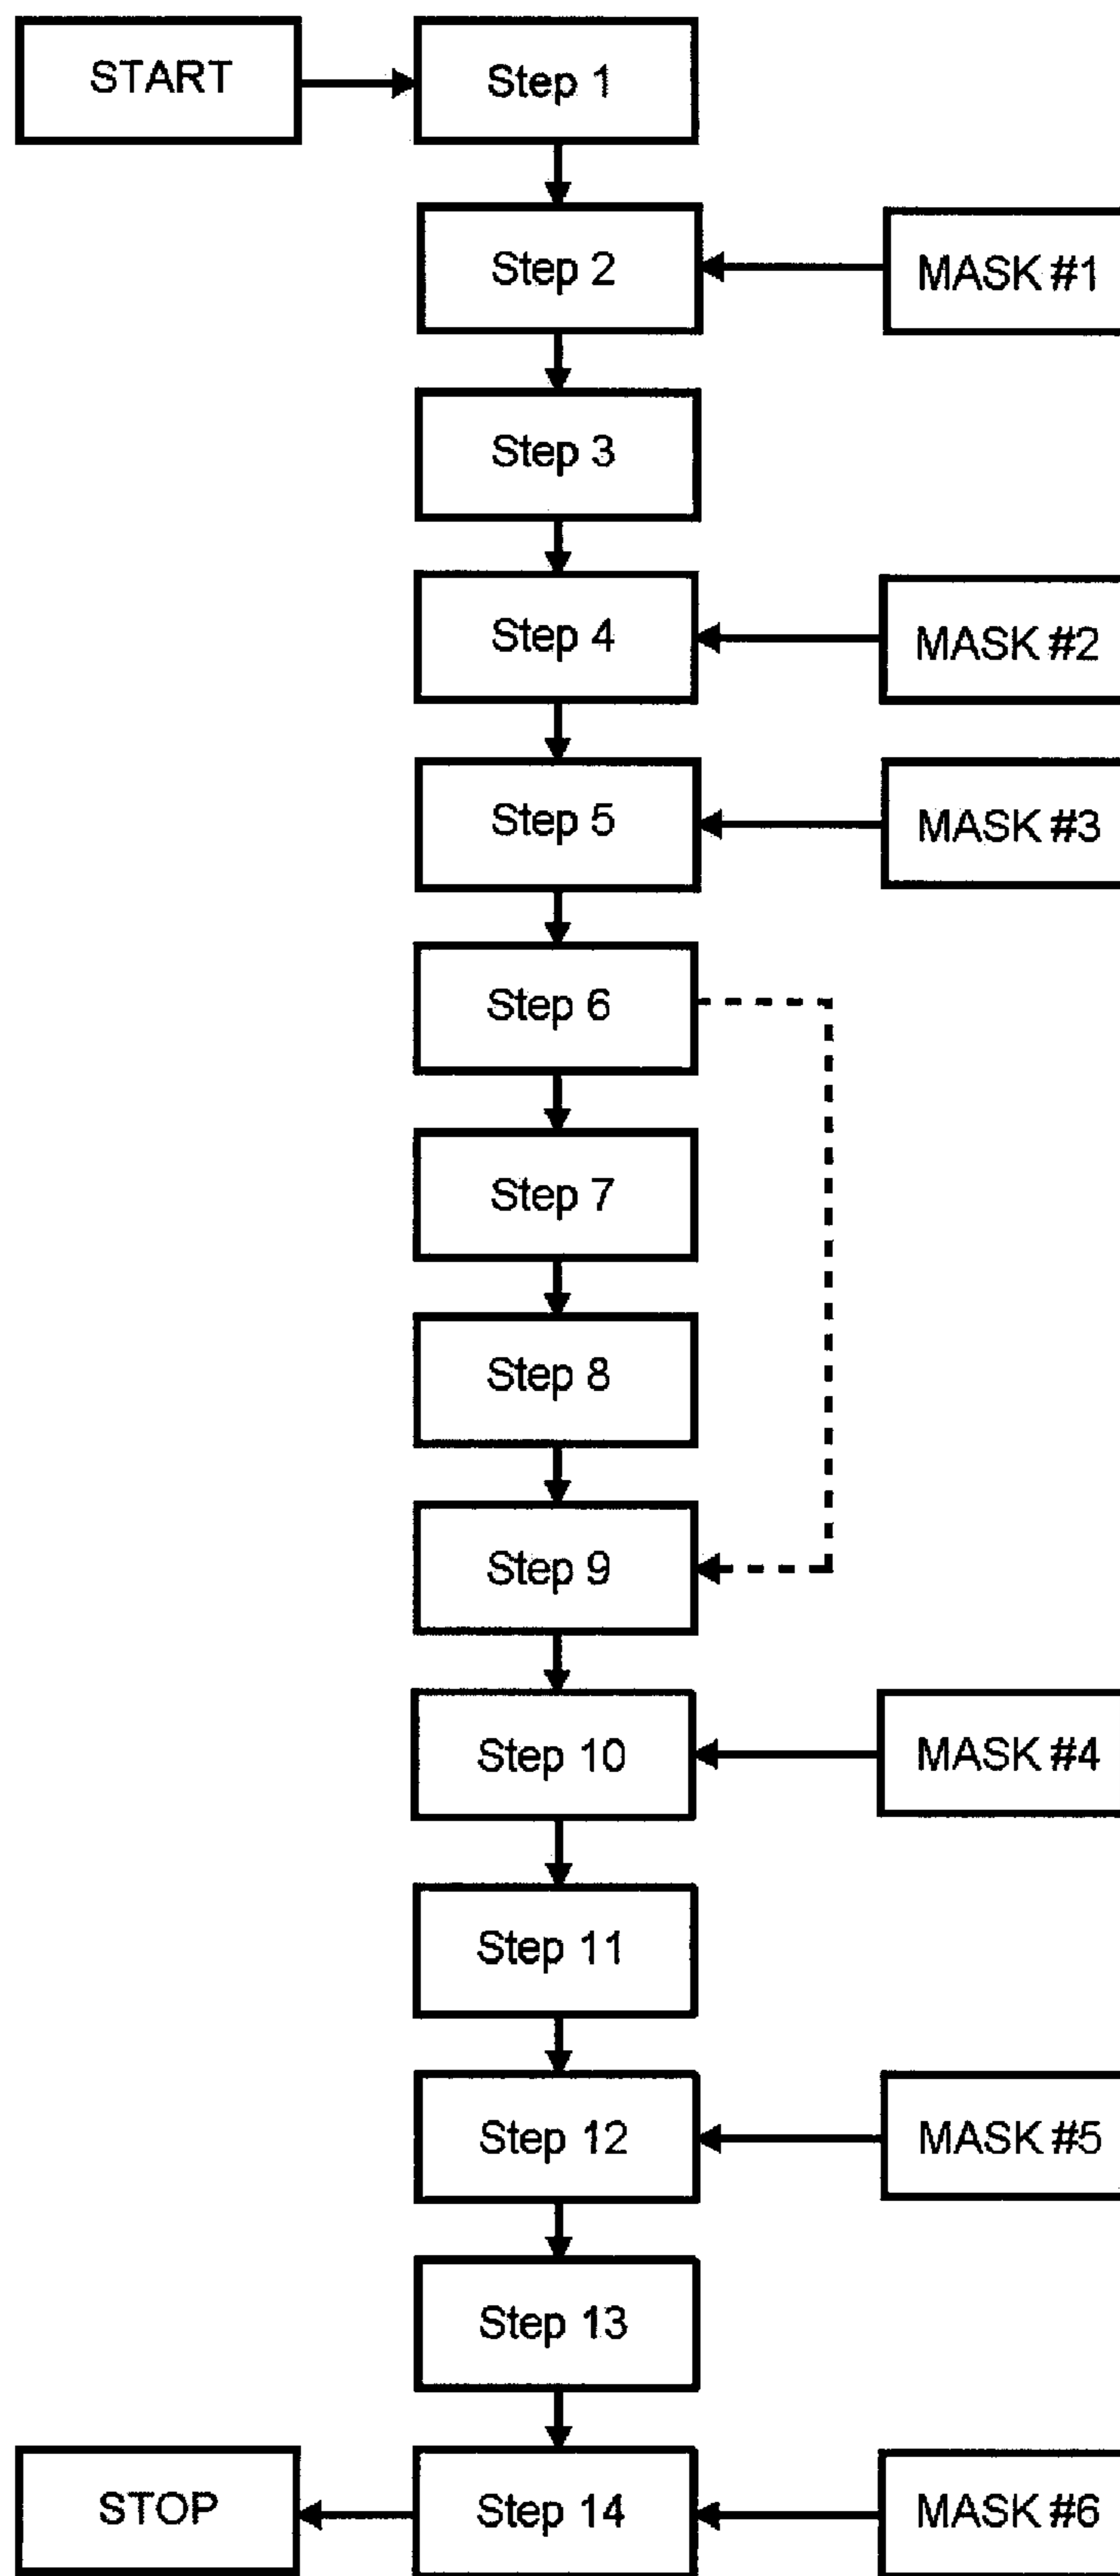 START
Step 1
Step 2
MASK #1
Step 3
Step 4
MASK #2
Step 5
MASK #3
Step 6
Step 7
Step 8
Step 9
Step 10
MASK #4
Step 11
Step 12
MASK #5
Step 13
STOP
Step 14
MASK #6